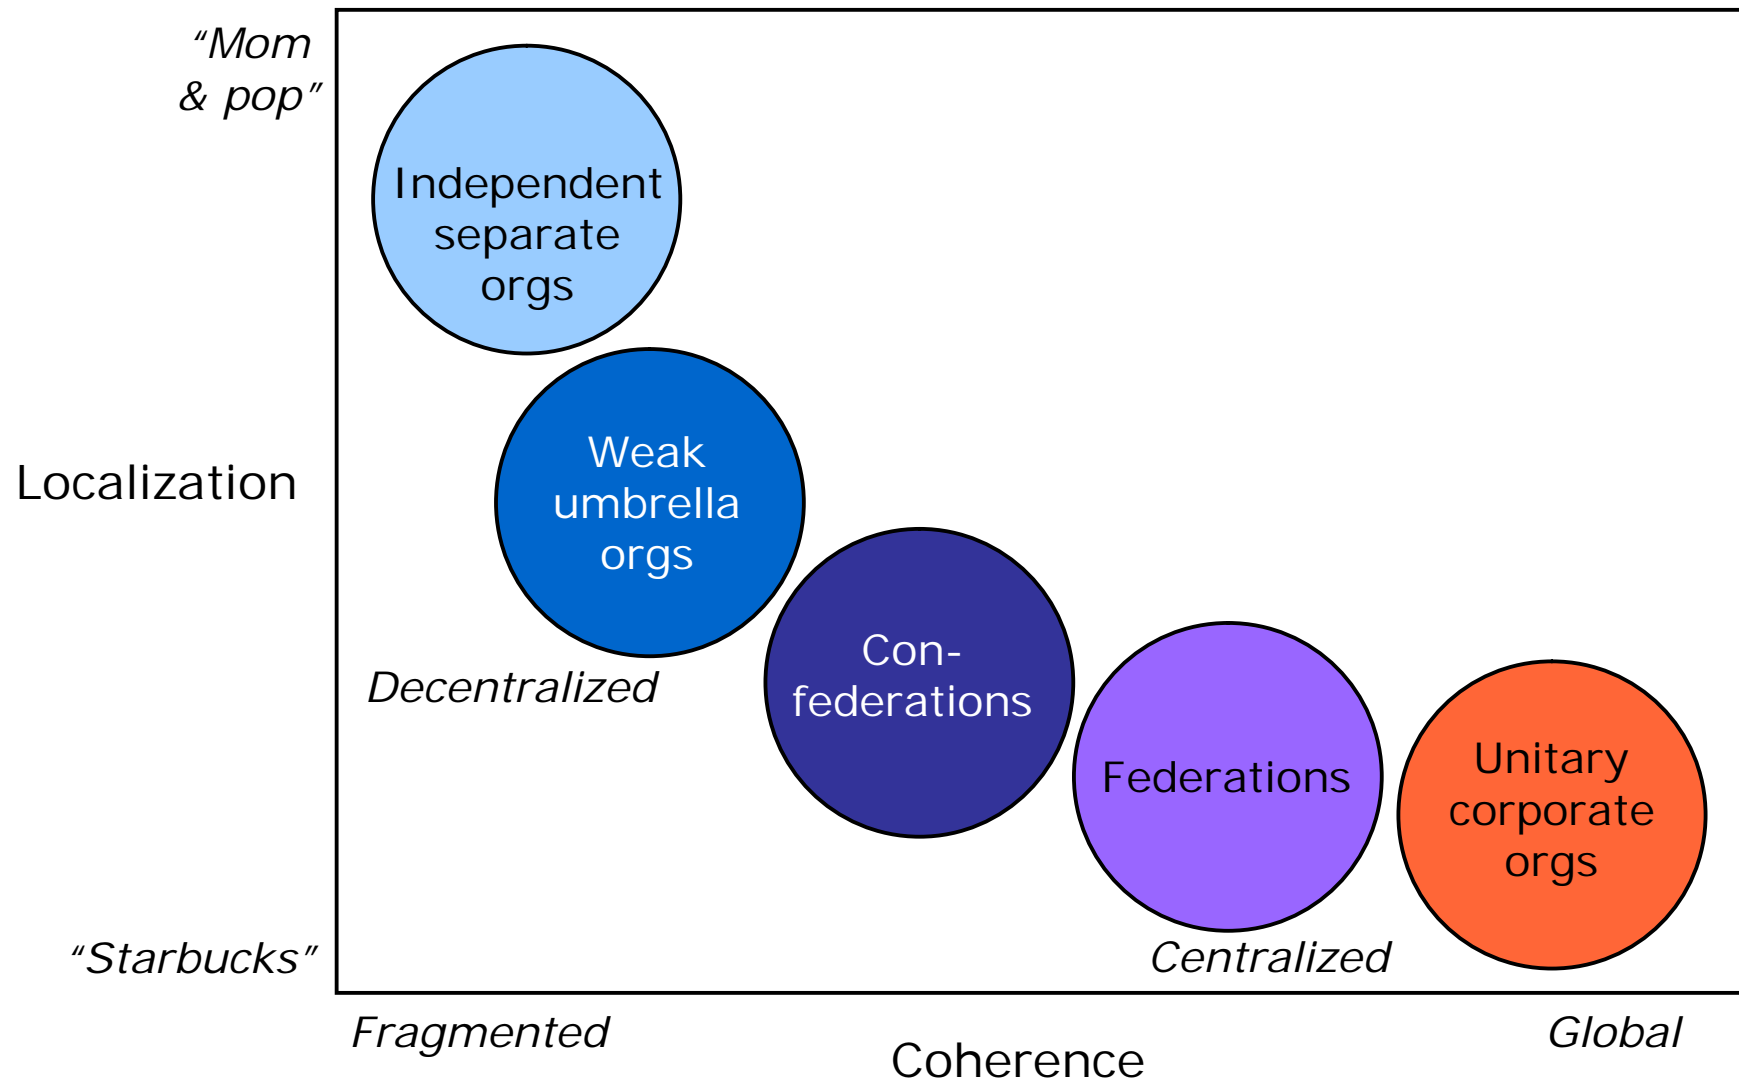 “Mom
& pop”
Independent
separate
orgs
Weak
umbrella
orgs
Localization
Decentralized
Con-
federations
Federations
Unitary
corporate
orgs
“Starbucks”
Centralized
Fragmented
Global
Coherence